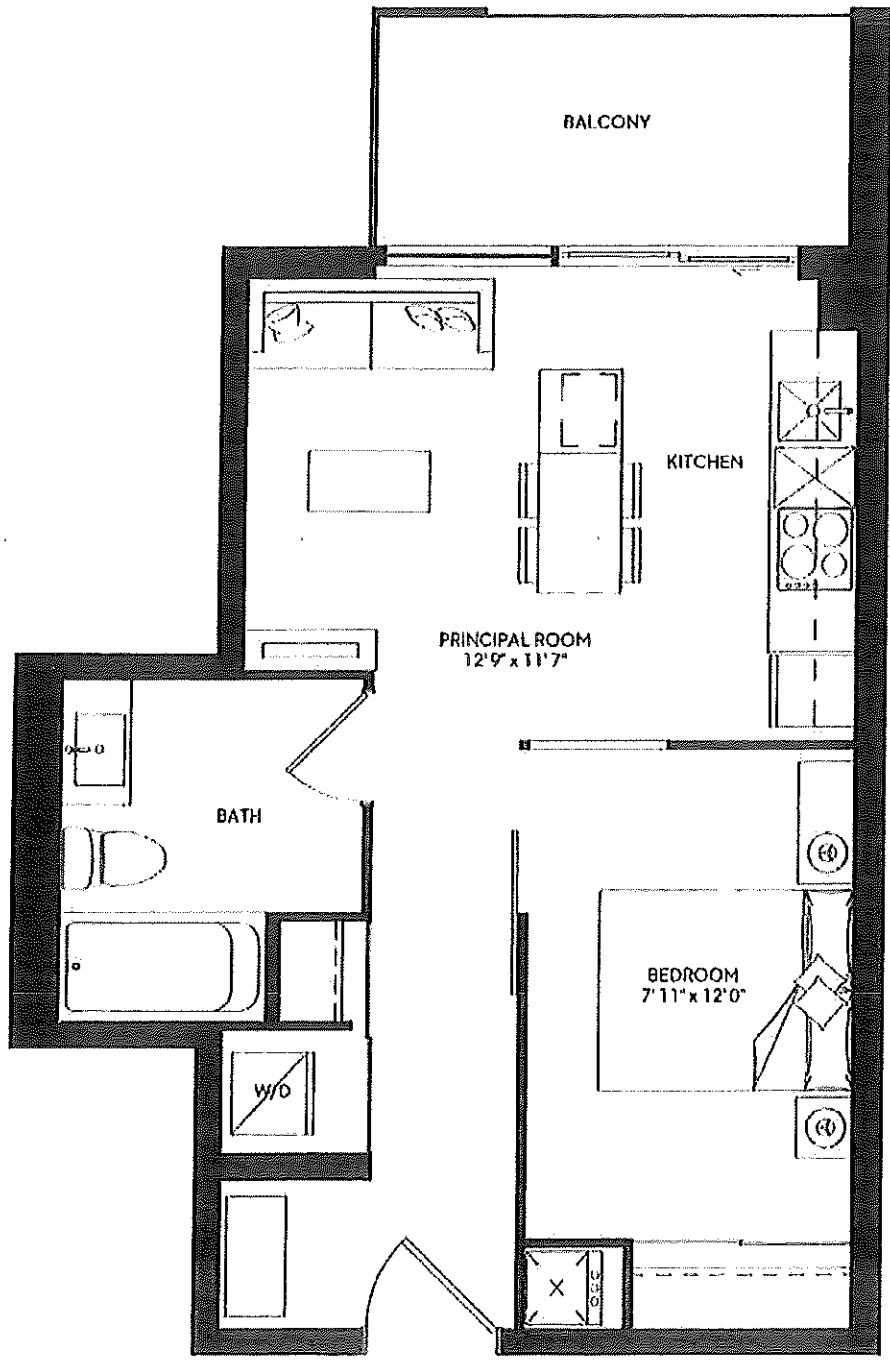 BALCONY
KITCHEN
PRINCIPAL ROOM
12'9" x 11'7"
BATH
BEDROOM
7'11" x 12'0"
W/D